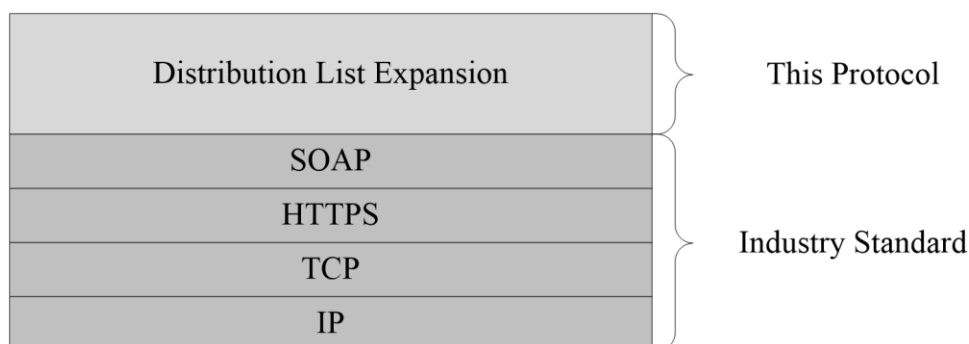 Distribution List Expansion
This Protocol
SOAP
HTTPS
TCP
IP
Industry Standard